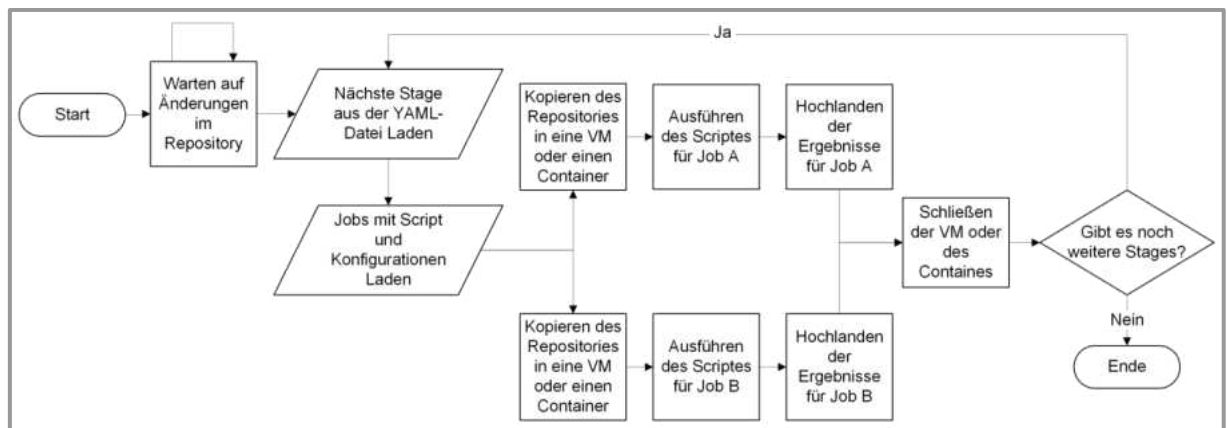 Ja
Start
Warten auf
Änderungen
im
Repository
Nächste Stage
aus der YAML-
Datei Laden
Jobs mit Script
und
Konfigurationen
Laden
Kopieren des
Repositories
in eine VM
oder einen
Container
Ausführen
des Scriptes
für Job A
Hochlanden
der
Ergebnisse
für Job A
Kopieren des
Repositories
in eine VM
oder einen
Container
Ausführen
des Scriptes
für Job B
Hochlanden
der
Ergebnisse
für Job B
Schließen
der VM oder
des
Containes
Gibt es noch
weitere Stages?
Nein
Ende